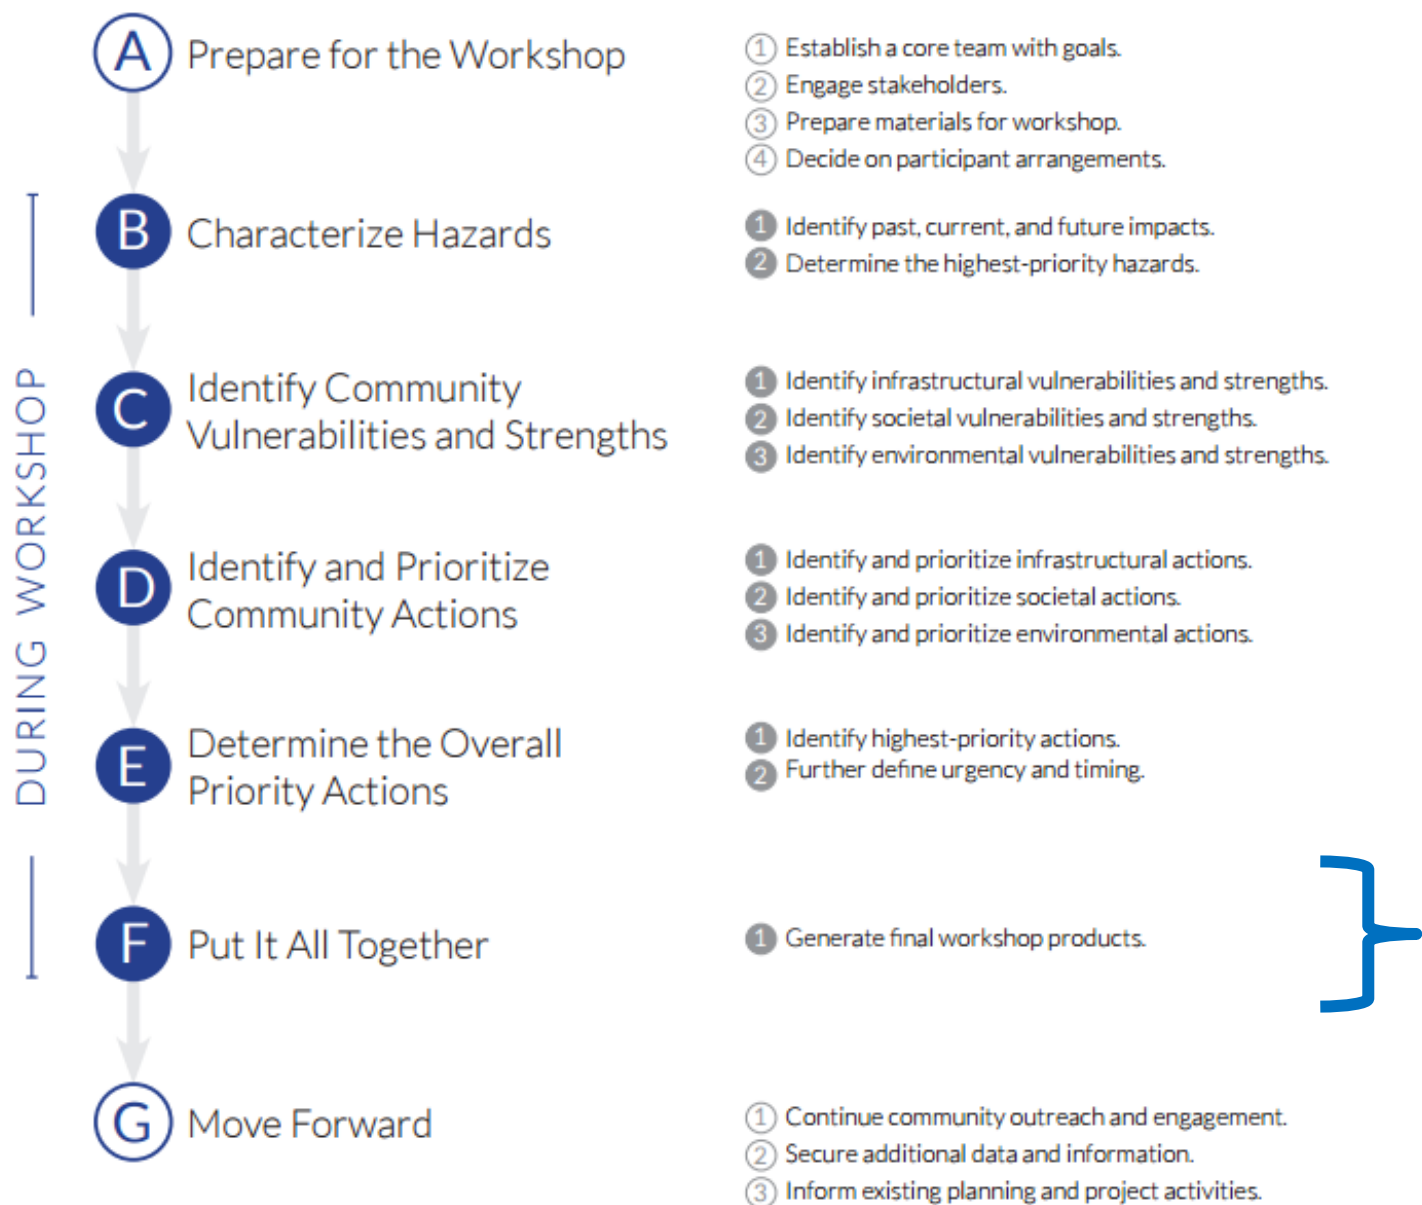 A Prepare for the Workshop
1 Establish a core team with goals.
2 Engage stakeholders.
3 Prepare materials for workshop.
4 Decide on participant arrangements.
DURING WORKSHOP
B Characterize Hazards
1 Identify past, current, and future impacts.
2 Determine the highest-priority hazards.
C Identify Community
Vulnerabilities and Strengths
1 Identify infrastructural vulnerabilities and strengths.
2 Identify societal vulnerabilities and strengths.
3 Identify environmental vulnerabilities and strengths.
D Identify and Prioritize
Community Actions
1 Identify and prioritize infrastructural actions.
2 Identify and prioritize societal actions.
3 Identify and prioritize environmental actions.
E Determine the Overall
Priority Actions
1 Identify highest-priority actions.
2 Further define urgency and timing.
F Put It All Together
1 Generate final workshop products.
G Move Forward
1 Continue community outreach and engagement.
2 Secure additional data and information.
3 Inform existing planning and project activities.